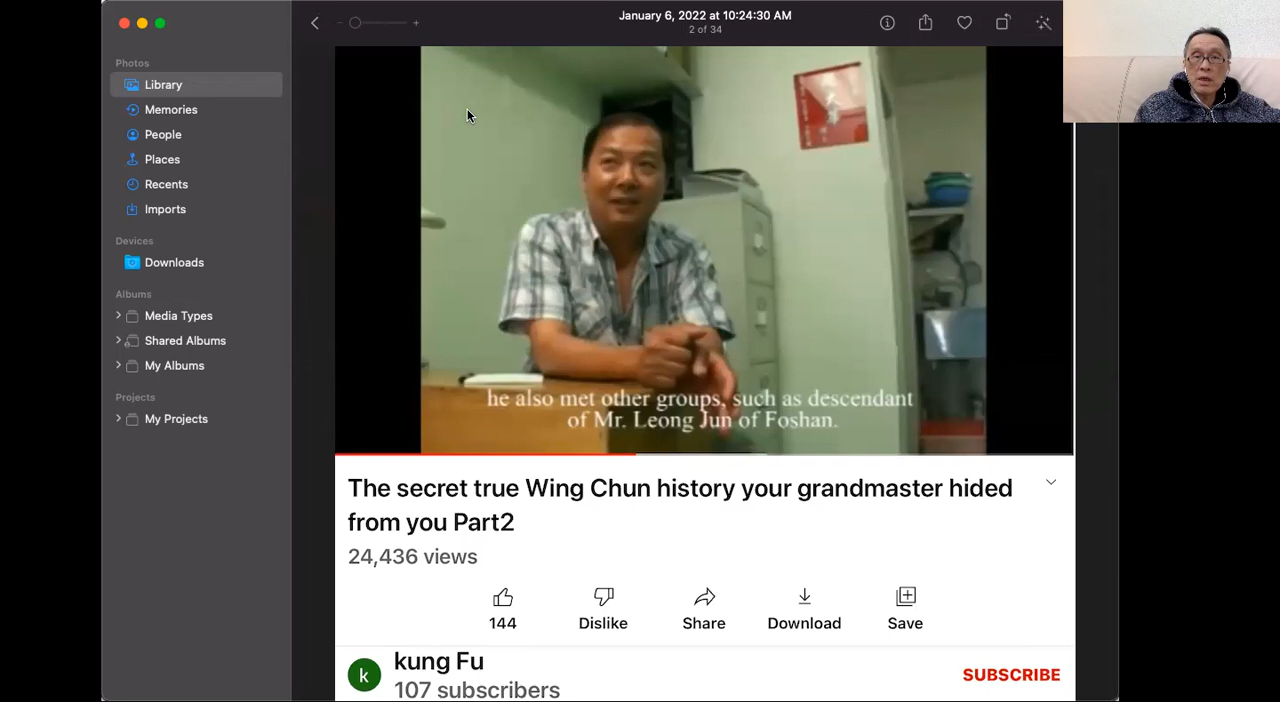 January 6, 2022 at 10:24:30 AM
2 of 34
Photos
Library
Memories
People
Places
Recents
Imports
Devices
Downloads
Albums
Media Types
Shared Albums
My Albums
Projects
My Projects
he also met other groups, such as descendant
of Mr. Leong Jun of Foshan.
The secret true Wing Chun history your grandmaster hided
from you Part2
24,436 views
144
Dislike
Share
Download
Save
k
kung Fu
107 subscribers
SUBSCRIBE